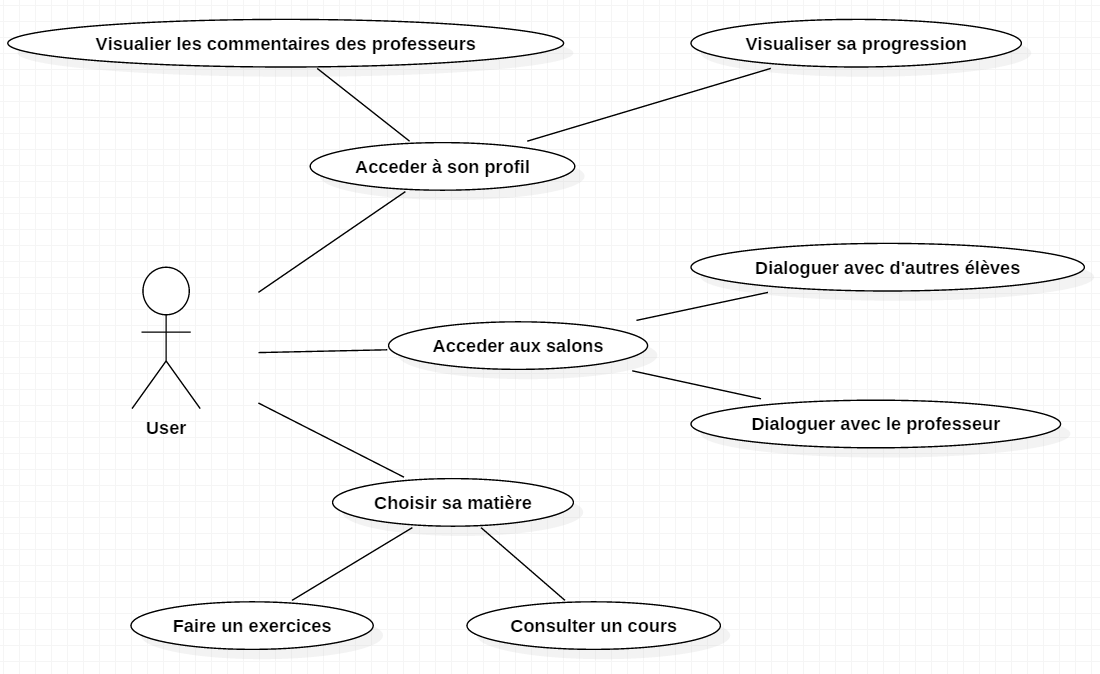 Visualier les commentaires des professeurs
Visualiser sa progression
Acceder à son profil
Dialoguer avec d'autres élèves
Acceder aux salons
Dialoguer avec le professeur
User
Choisir sa matière
Faire un exercices
Consulter un cours